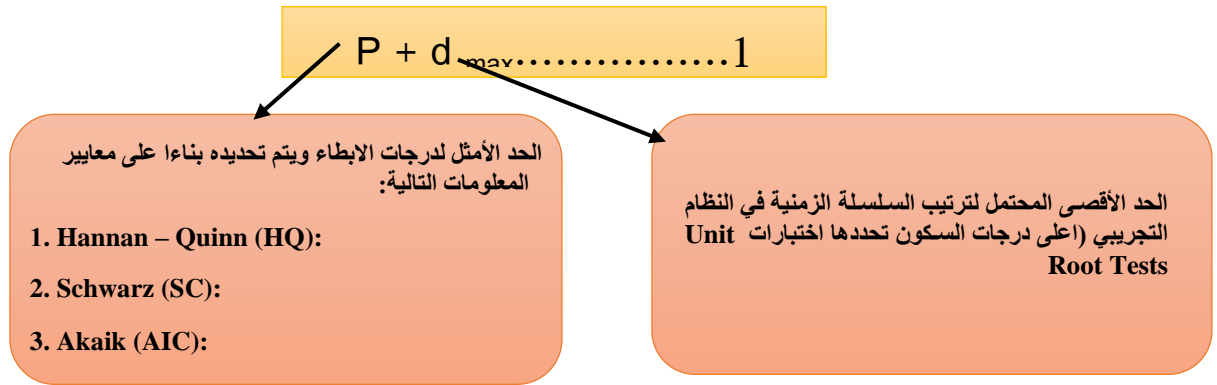 P + d max.................1
الحد الأمثل لدرجات الابطاء ويتم تحديده بناءا على معايير
المعلومات التالية:
1. Hannan – Quinn (HQ):
2. Schwarz (SC):
3. Akaik (AIC):
الحد الأقصى المحتمل لترتيب السلسلة الزمنية في النظام
التجريبي (اعلى درجات السكون تحددها اختبارات Unit
Root Tests